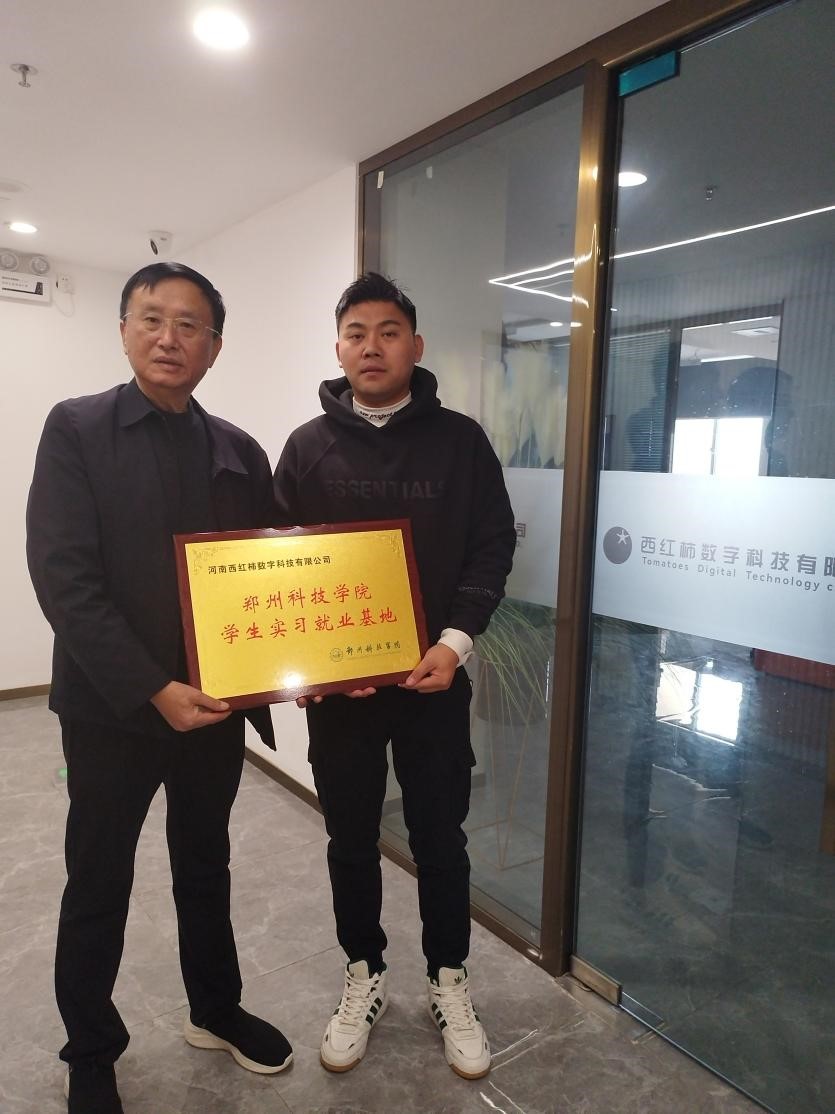 ESSENTIALS
河南西红柿数字科技有限公司
郑州科技学院
学生实习就业基地
郑州科技学院
司
西红柿数字科技有限
Tomatoes Digital Technology c